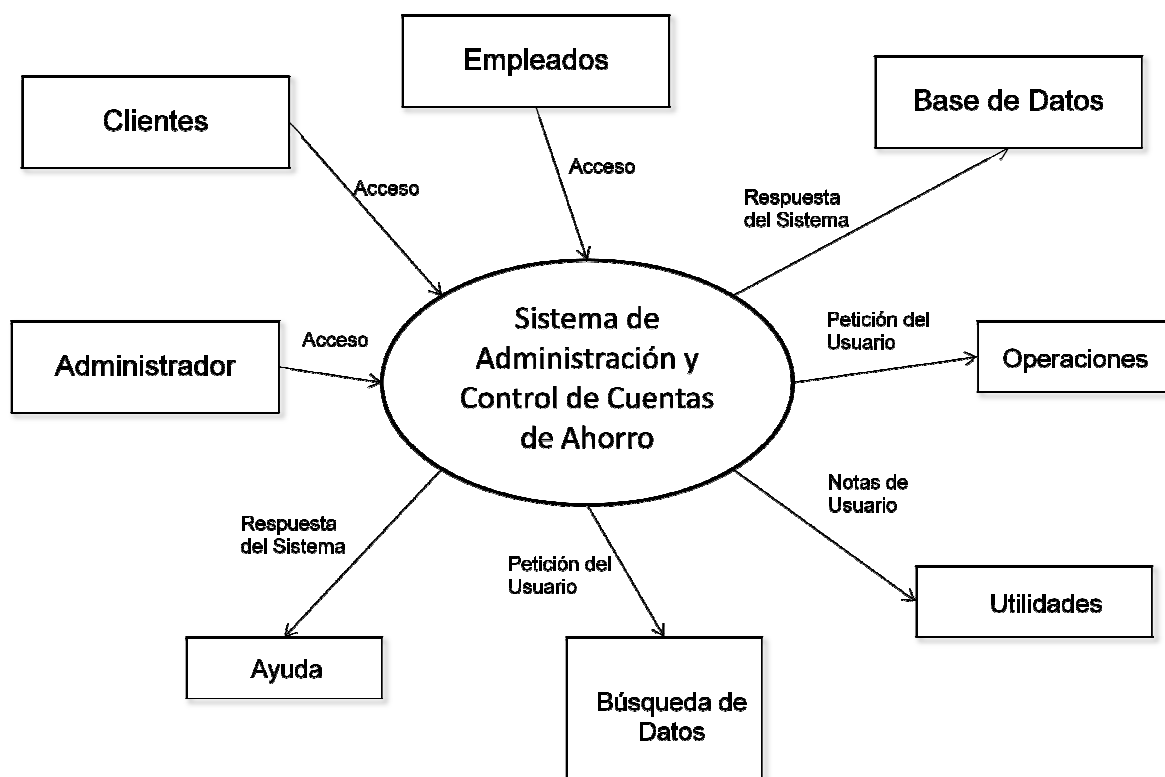 Empleados
Clientes
Base de Datos
Acceso
Acceso
Respuesta
del Sistema
Administrador
Acceso
Sistema de
Administración y
Control de Cuentas
de Ahorro
Petición del
Usuario
Operaciones
Respuesta
del Sistema
Petición del
Usuario
Notas de
Usuario
Utilidades
Ayuda
Búsqueda de
Datos